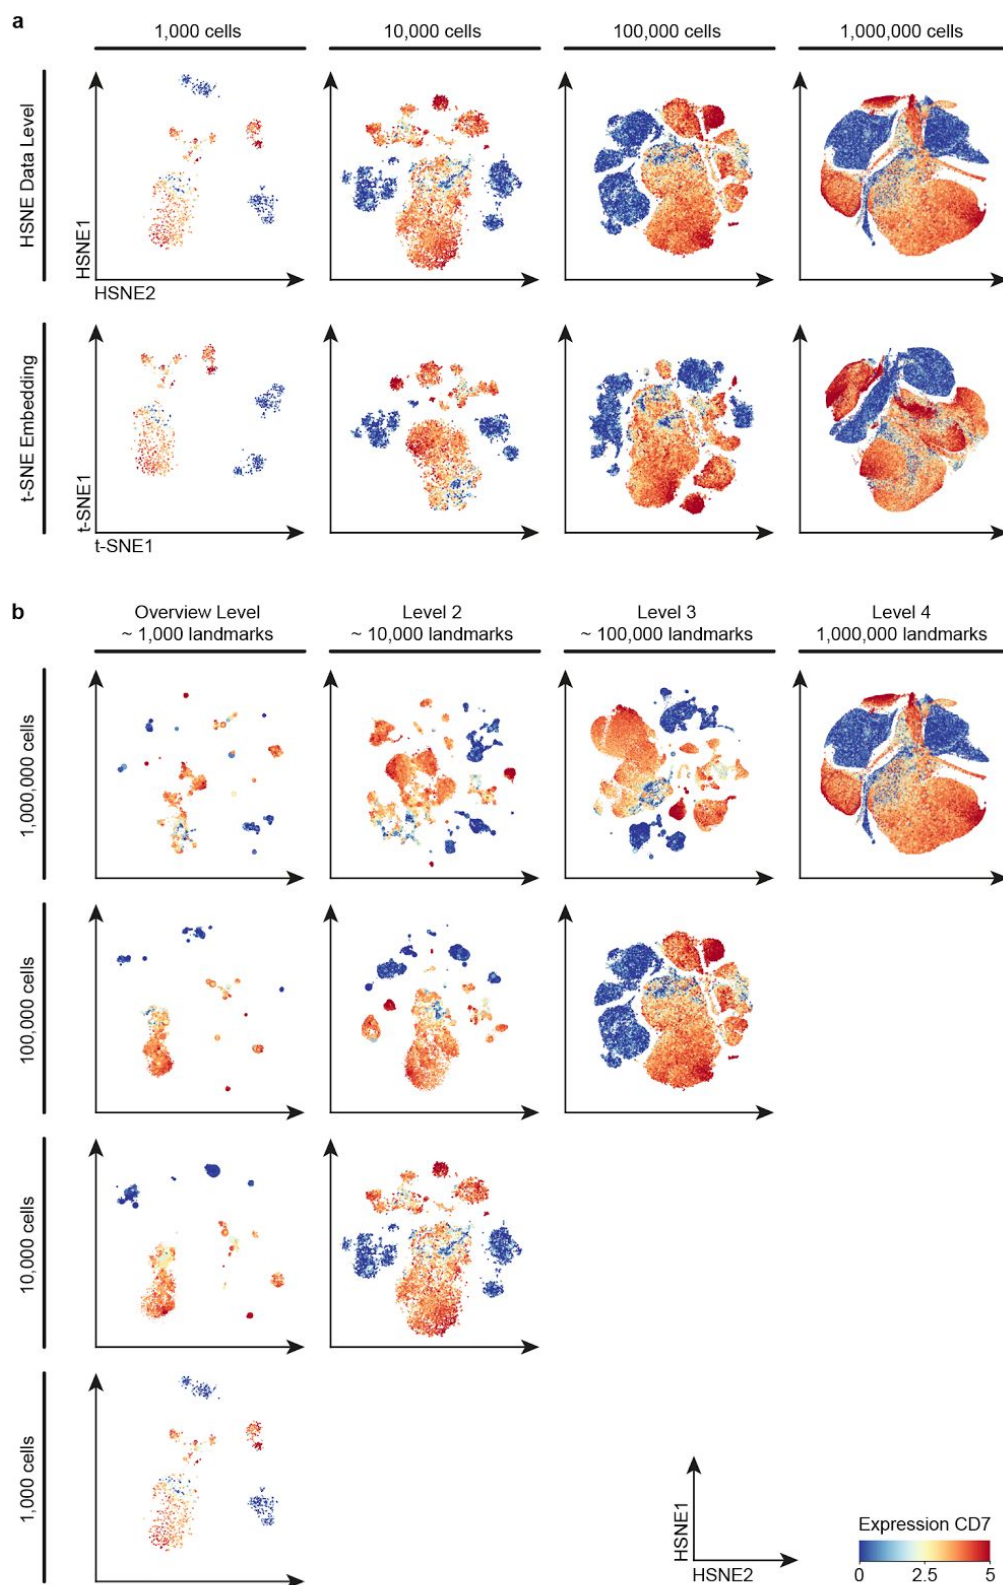 a
1,000 cells
10,000 cells
100,000 cells
1,000,000 cells
HSNE Data Level
HSNE1
HSNE2
t-SNE Embedding
t-SNE1
t-SNE1
b
Overview Level
~ 1,000 landmarks
Level 2
~ 10,000 landmarks
Level 3
~ 100,000 landmarks
Level 4
1,000,000 landmarks
1,000,000 cells
100,000 cells
10,000 cells
1,000 cells
HSNE1
HSNE2
Expression CD7
0 2.5 5